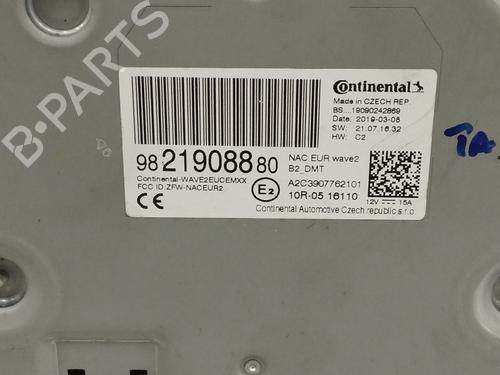 B-PARTS
Continental
Made in CZECH REP
BS....19090242869
Date: 2019-03-06
SW: 21.07.16.32
HW: C2
98 219088 80
NAC EUR wave2
B2_DMT
Continental-WAVE2EUCEMXX
FCC ID:ZFW-NACEUR2
A2C3907762101
CE
E2
10R-05 16110
12V 15A
Continental Automotive Czech republic s.r.o
TA